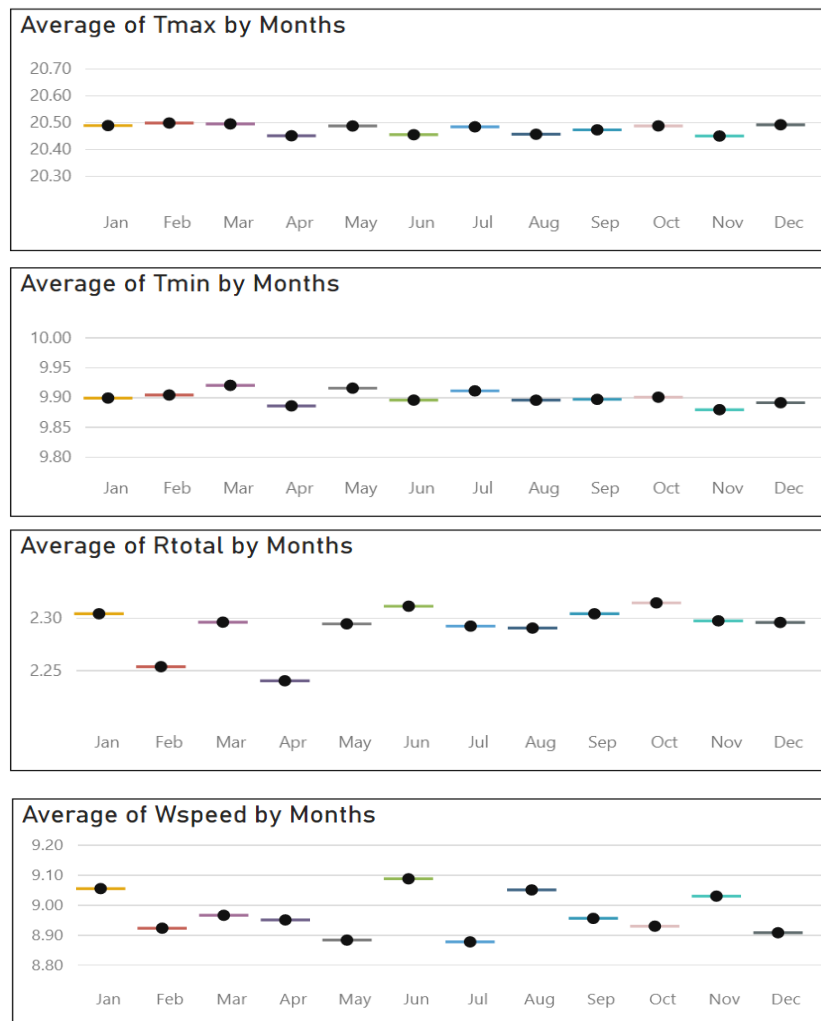 Average of Tmax by Months
20.70
20.60
20.50
20.40
20.30
Jan Feb Mar Apr May Jun Jul Aug Sep Oct Nov Dec
Average of Tmin by Months
10.00
9.95
9.90
9.85
9.80
Jan Feb Mar Apr May Jun Jul Aug Sep Oct Nov Dec
Average of Rtotal by Months
2.30
2.25
Jan Feb Mar Apr May Jun Jul Aug Sep Oct Nov Dec
Average of Wspeed by Months
9.20
9.10
9.00
8.90
8.80
Jan Feb Mar Apr May Jun Jul Aug Sep Oct Nov Dec